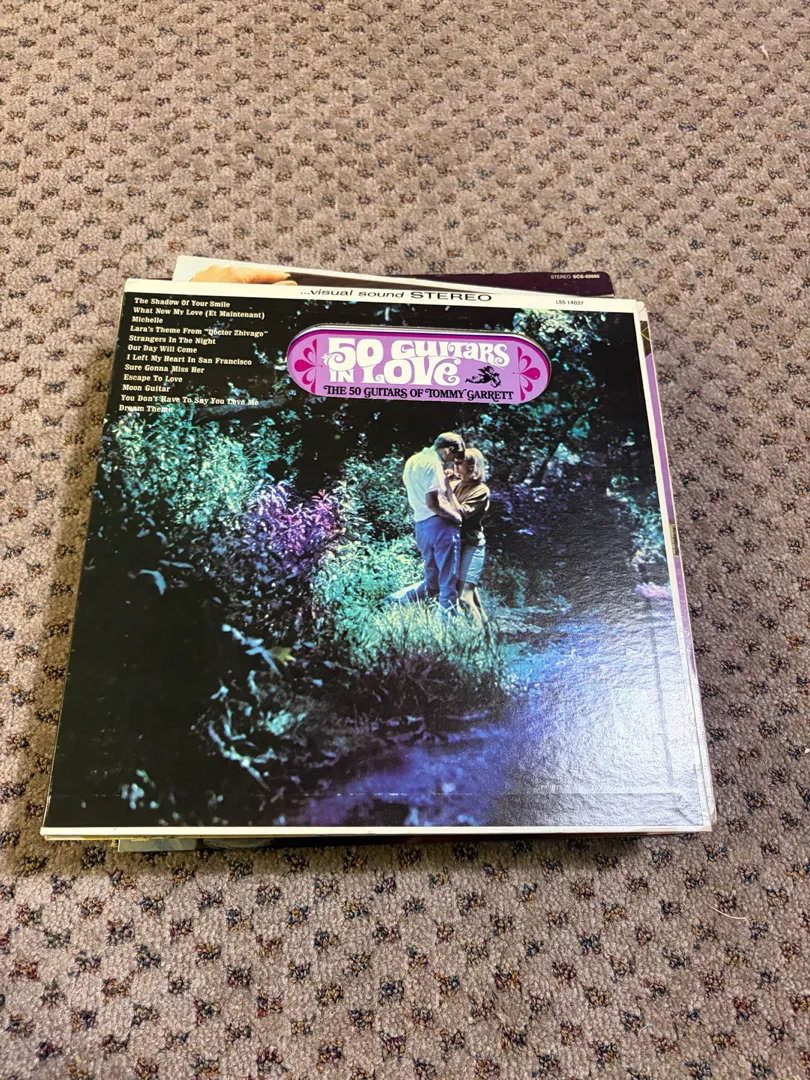 STEREO SCS-92005
...visual sound STEREO
LSS-14037
The Shadow Of Your Smile
What Now My Love (Et Maintenant)
Michelle
Lara's Theme From "Doctor Zhivago"
Strangers In The Night
Our Day Will Come
I Left My Heart In San Francisco
Sure Gonna Miss Her
Escape To Love
Moon Guitar
You Don't Have To Say You Love Me
Dream Theme
50 GUITARS
IN LOVE
THE 50 GUITARS OF TOMMY GARRETT